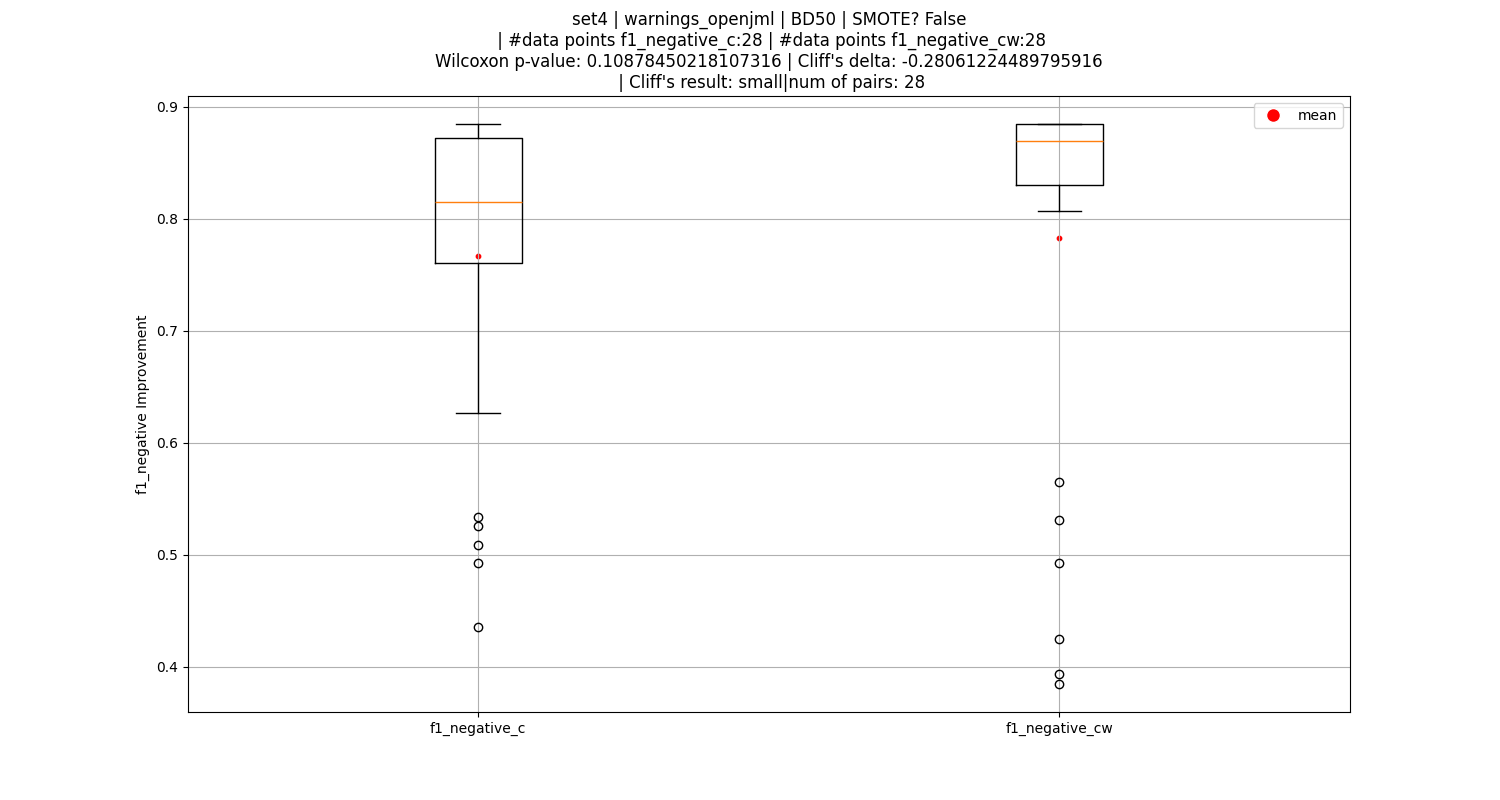 set4 | warnings_openjml | BD50 | SMOTE? False
| #data points f1_negative_c:28 | #data points f1_negative_cw:28
Wilcoxon p-value: 0.10878450218107316 | Cliff's delta: -0.28061224489795916
| Cliff's result: small|num of pairs: 28
mean
0.9
0.8
0.7
0.6
0.5
0.4
f1_negative Improvement
f1_negative_c
f1_negative_cw